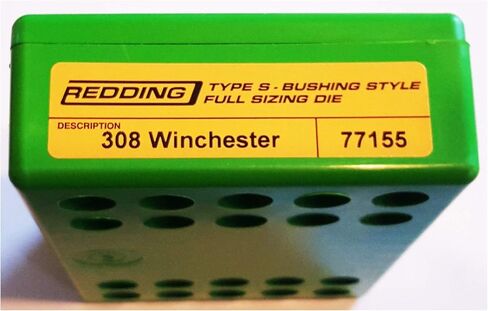 REDDING TYPE S - BUSHING STYLE
FULL SIZING DIE
DESCRIPTION
308 Winchester 77155